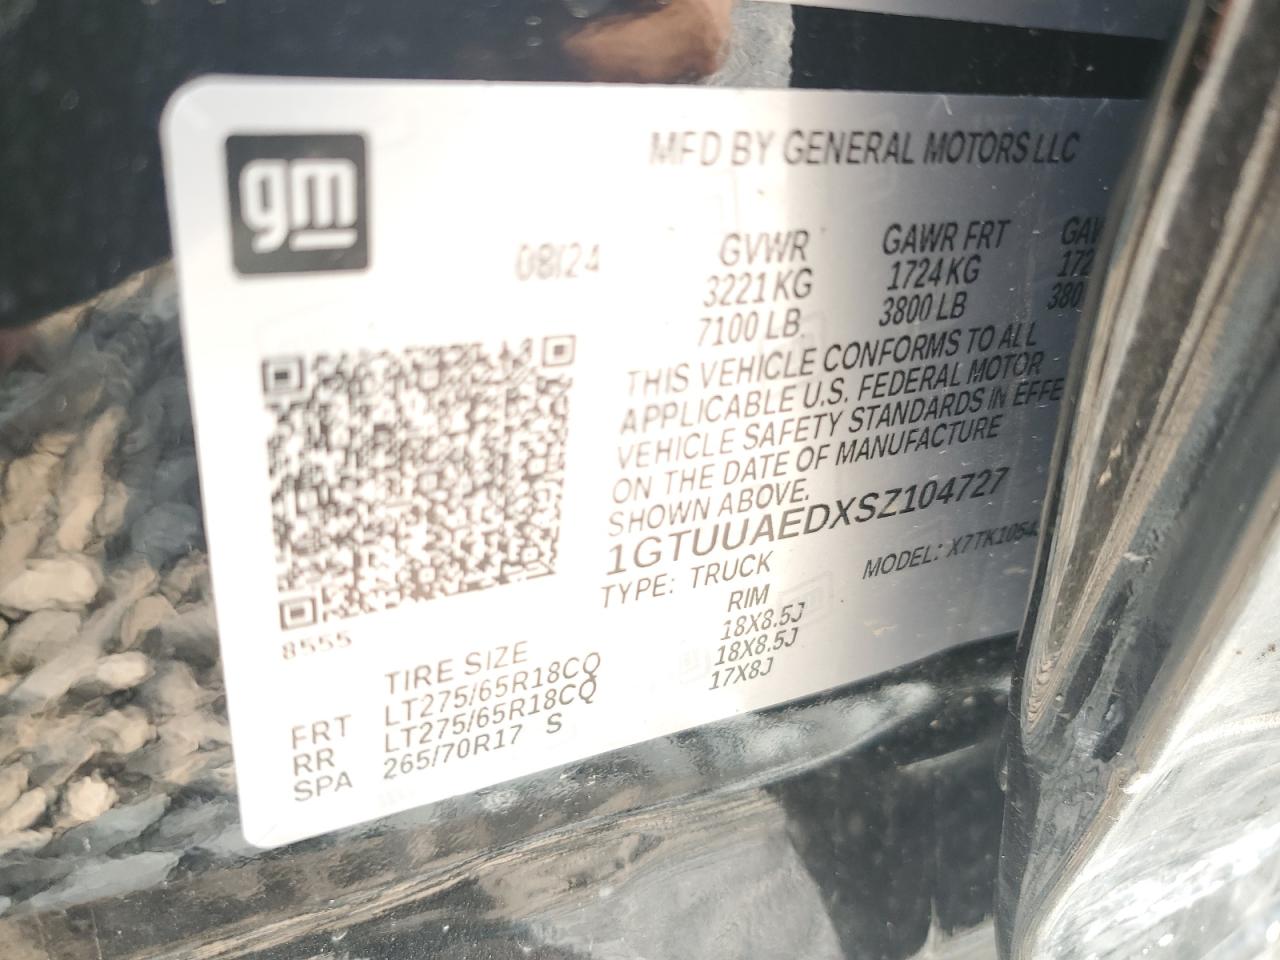 gm
MFD BY GENERAL MOTORS LLC
08/24
GVWR GAWR FRT
3221 KG 1724 KG
7100 LB 3800 LB
THIS VEHICLE CONFORMS TO ALL
APPLICABLE U.S. FEDERAL MOTOR
VEHICLE SAFETY STANDARDS IN EFFE
ON THE DATE OF MANUFACTURE
SHOWN ABOVE.
1GTUUAEDXSZ104727
TYPE: TRUCK MODEL:
8555
TIRE SIZE RIM
FRT LT275/65R18CQ 18X8.5J
RR LT275/65R18CQ 18X8.5J
SPA 265/70R17 S 17X8J